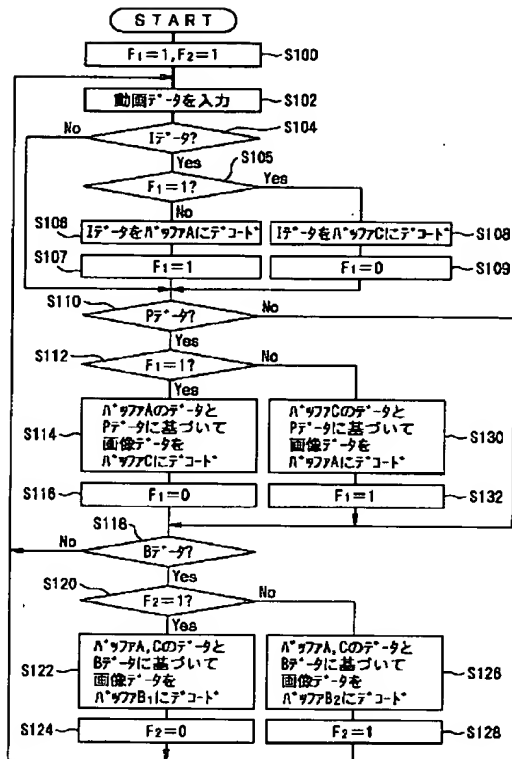 START
F₁=1, F₂=1
S100
動画データを入力
S102
No
Iデータ?
S104
Yes
S105
F₁=1?
Yes
No
S106
IデータをバッファAにデコード
IデータをバッファCにデコード
S108
S107
F₁=1
F₁=0
S109
S110
Pデータ?
No
Yes
S112
F₁=1?
No
Yes
S114
バッファAのデータと
Pデータに基づいて
画像データを
バッファCにデコード
バッファCのデータと
Pデータに基づいて
画像データを
バッファAにデコード
S130
S116
F₁=0
F₁=1
S132
S118
No
Bデータ?
Yes
S120
F₂=1?
No
Yes
S122
バッファA,Cのデータと
Bデータに基づいて
画像データを
バッファB₁にデコード
バッファA,Cのデータと
Bデータに基づいて
画像データを
バッファB₂にデコード
S126
S124
F₂=0
F₂=1
S128